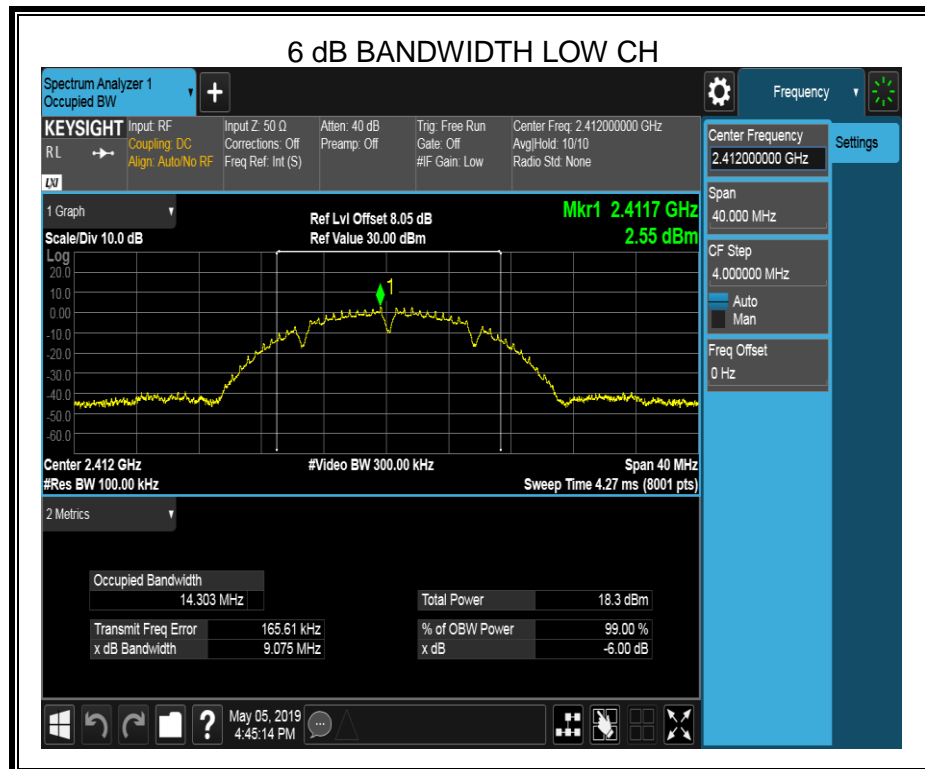 6 dB BANDWIDTH LOW CH
Spectrum Analyzer 1
Occupied BW
+
Frequency
KEYSIGHT
RL
LXI
Input: RF
Coupling: DC
Align: Auto/No RF
Input Z: 50 Ω
Corrections: Off
Freq Ref: Int (S)
Atten: 40 dB
Preamp: Off
Trig: Free Run
Gate: Off
#IF Gain: Low
Center Freq: 2.412000000 GHz
Avg|Hold: 10/10
Radio Std: None
Center Frequency
2.412000000 GHz
Settings
Span
40.000 MHz
CF Step
4.000000 MHz
Auto
Man
Freq Offset
0 Hz
1 Graph
Ref Lvl Offset 8.05 dB
Mkr1 2.4117 GHz
Scale/Div 10.0 dB
Ref Value 30.00 dBm
2.55 dBm
Log
20.0
10.0
0.00
-10.0
-20.0
-30.0
-40.0
-50.0
-60.0
1
Center 2.412 GHz
#Video BW 300.00 kHz
Span 40 MHz
#Res BW 100.00 kHz
Sweep Time 4.27 ms (8001 pts)
2 Metrics
Occupied Bandwidth
14.303 MHz
Total Power 18.3 dBm
Transmit Freq Error 165.61 kHz
% of OBW Power 99.00 %
x dB Bandwidth 9.075 MHz
x dB -6.00 dB
?
May 05, 2019
4:45:14 PM